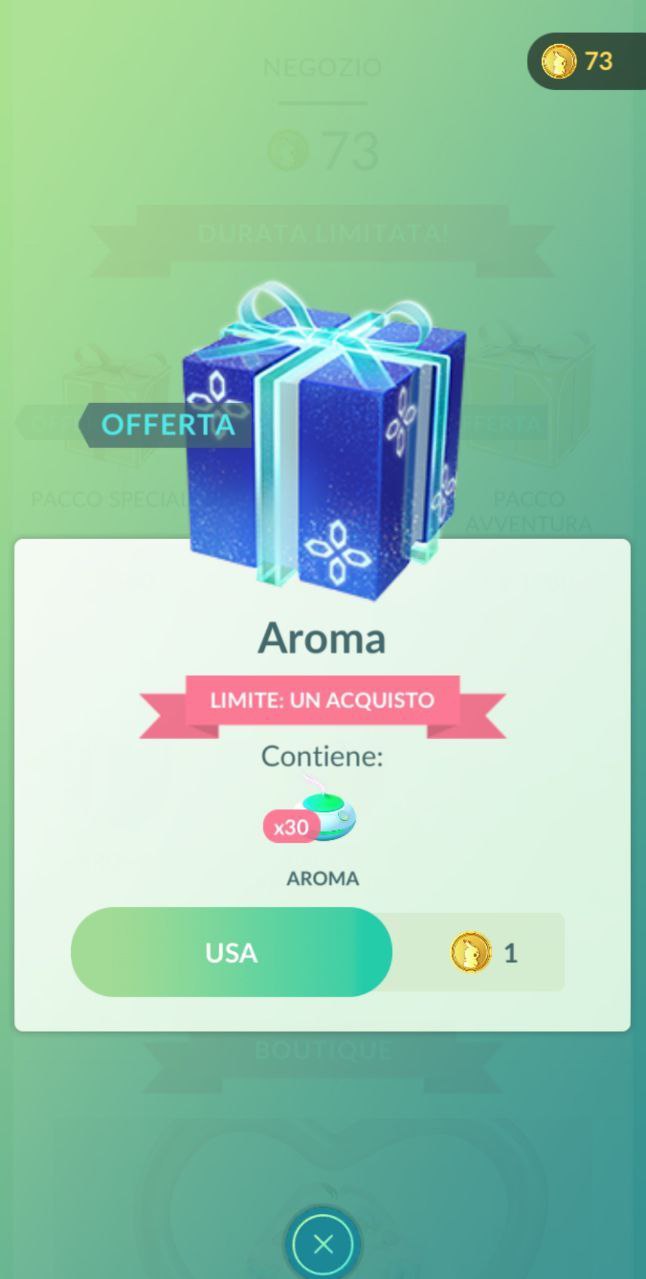 73
NEGOZIO
73
DURATA LIMITATA!
OFFERTA
OFFERTA
PACCO SPECIAL
PACCO
AVVENTURA
Aroma
LIMITE: UN ACQUISTO
Contiene:
x30
AROMA
USA
1
BOUTIQUE